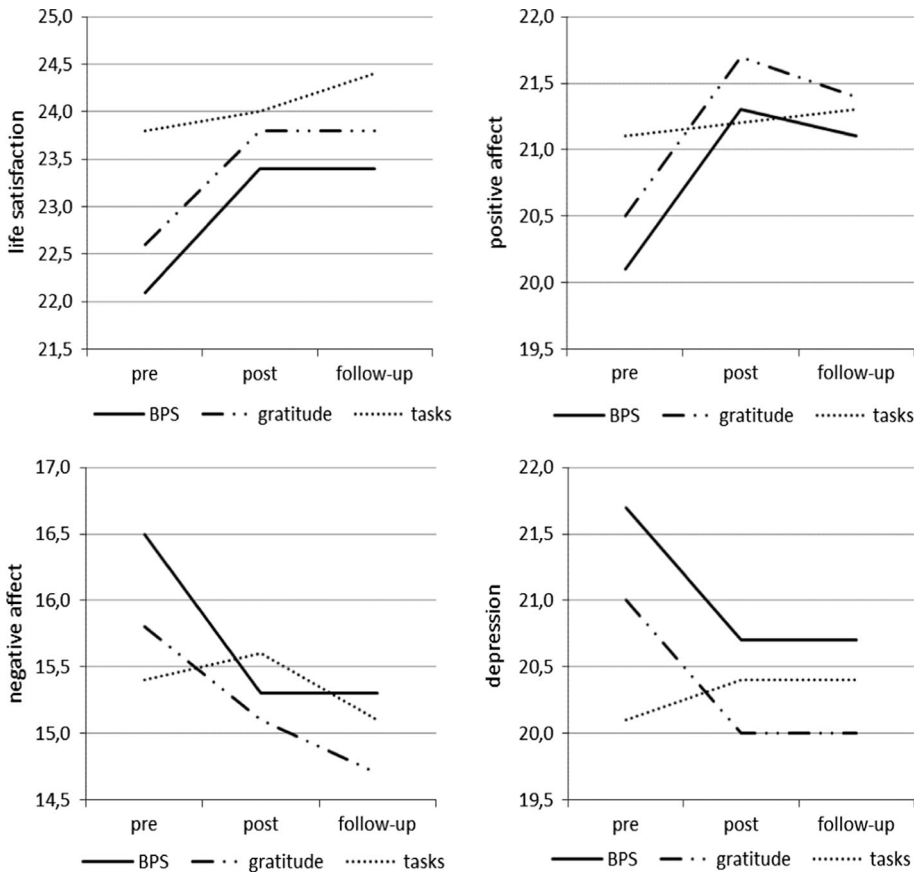 25,0
24,5
24,0
23,5
23,0
22,5
22,0
21,5
life satisfaction
pre post follow-up
BPS gratitude tasks
22,0
21,5
21,0
20,5
20,0
19,5
positive affect
pre post follow-up
BPS gratitude tasks
17,0
16,5
16,0
15,5
15,0
14,5
negative affect
pre post follow-up
BPS gratitude tasks
22,0
21,5
21,0
20,5
20,0
19,5
depression
pre post follow-up
BPS gratitude tasks